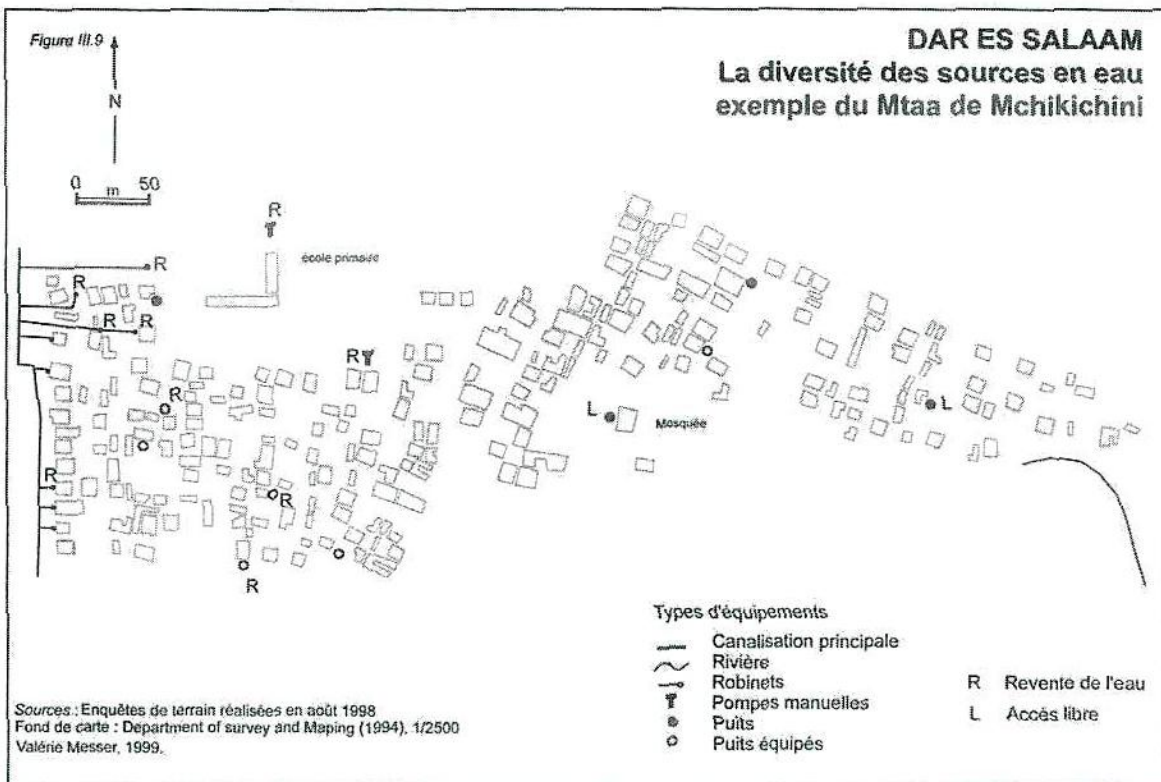 Figure III.9
DAR ES SALAAM
La diversité des sources en eau
exemple du Mtaa de Mchikichini
N
0 m 50
R
école primaire
R
R
R
R
R
R
L
Mosquée
L
R
R
R
Types d'équipements
Canalisation principale
Rivière
Robinets
Pompes manuelles
Puits
Puits équipés
R Revente de l'eau
L Accès libre
Sources : Enquêtes de terrain réalisées en août 1998
Fond de carte : Department of survey and Maping (1994), 1/2500
Valérie Messer, 1999.